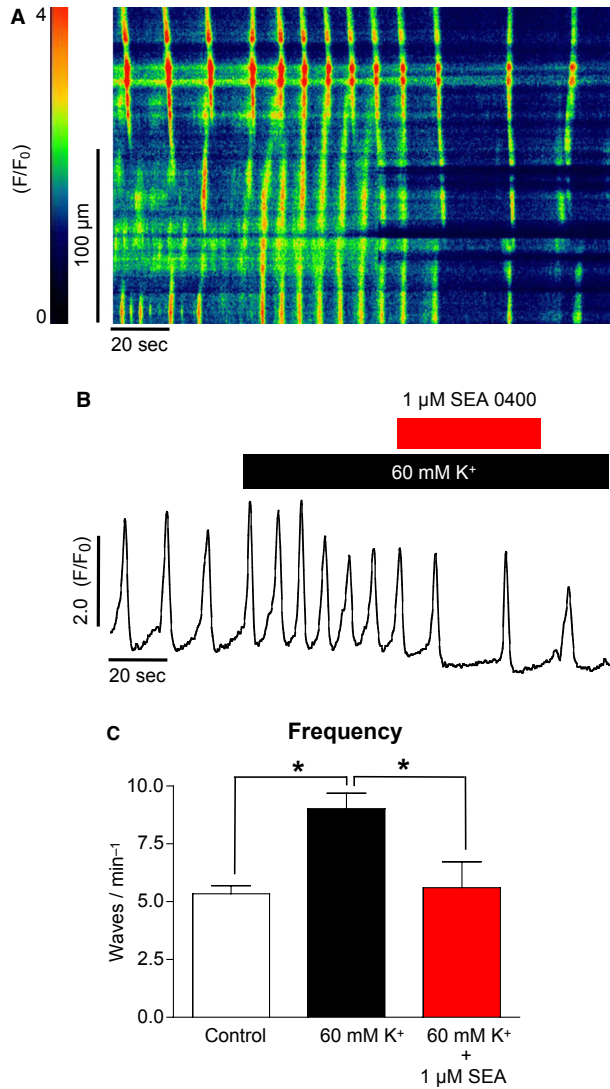 A
4
(F/F₀)
0
100 µm
20 sec
B
1 µM SEA 0400
60 mM K⁺
2.0 (F/F₀)
20 sec
C
Frequency
*
*
10.0
7.5
5.0
2.5
0.0
Waves / min⁻¹
Control
60 mM K⁺
60 mM K⁺
+
1 µM SEA